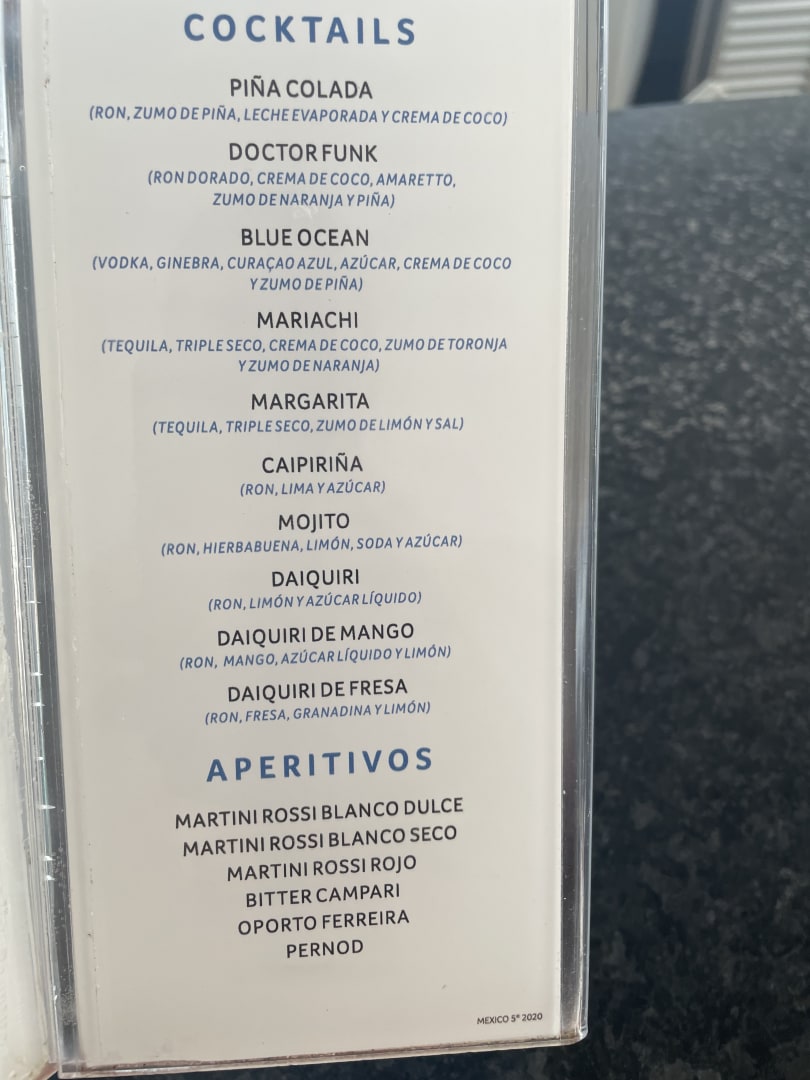 COCKTAILS
PIÑA COLADA
(RON, ZUMO DE PIÑA, LECHE EVAPORADA Y CREMA DE COCO)
DOCTOR FUNK
(RON DORADO, CREMA DE COCO, AMARETTO,
ZUMO DE NARANJA Y PIÑA)
BLUE OCEAN
(VODKA, GINEBRA, CURAÇAO AZUL, AZÚCAR, CREMA DE COCO
Y ZUMO DE PIÑA)
MARIACHI
(TEQUILA, TRIPLE SECO, CREMA DE COCO, ZUMO DE TORONJA
Y ZUMO DE NARANJA)
MARGARITA
(TEQUILA, TRIPLE SECO, ZUMO DE LIMÓN Y SAL)
CAIPIRIÑA
(RON, LIMA Y AZÚCAR)
MOJITO
(RON, HIERBABUENA, LIMÓN, SODA Y AZÚCAR)
DAIQUIRI
(RON, LIMÓN Y AZÚCAR LÍQUIDO)
DAIQUIRI DE MANGO
(RON, MANGO, AZÚCAR LÍQUIDO Y LIMÓN)
DAIQUIRI DE FRESA
(RON, FRESA, GRANADINA Y LIMÓN)
APERITIVOS
MARTINI ROSSI BLANCO DULCE
MARTINI ROSSI BLANCO SECO
MARTINI ROSSI ROJO
BITTER CAMPARI
OPORTO FERREIRA
PERNOD
MEXICO 5* 2020